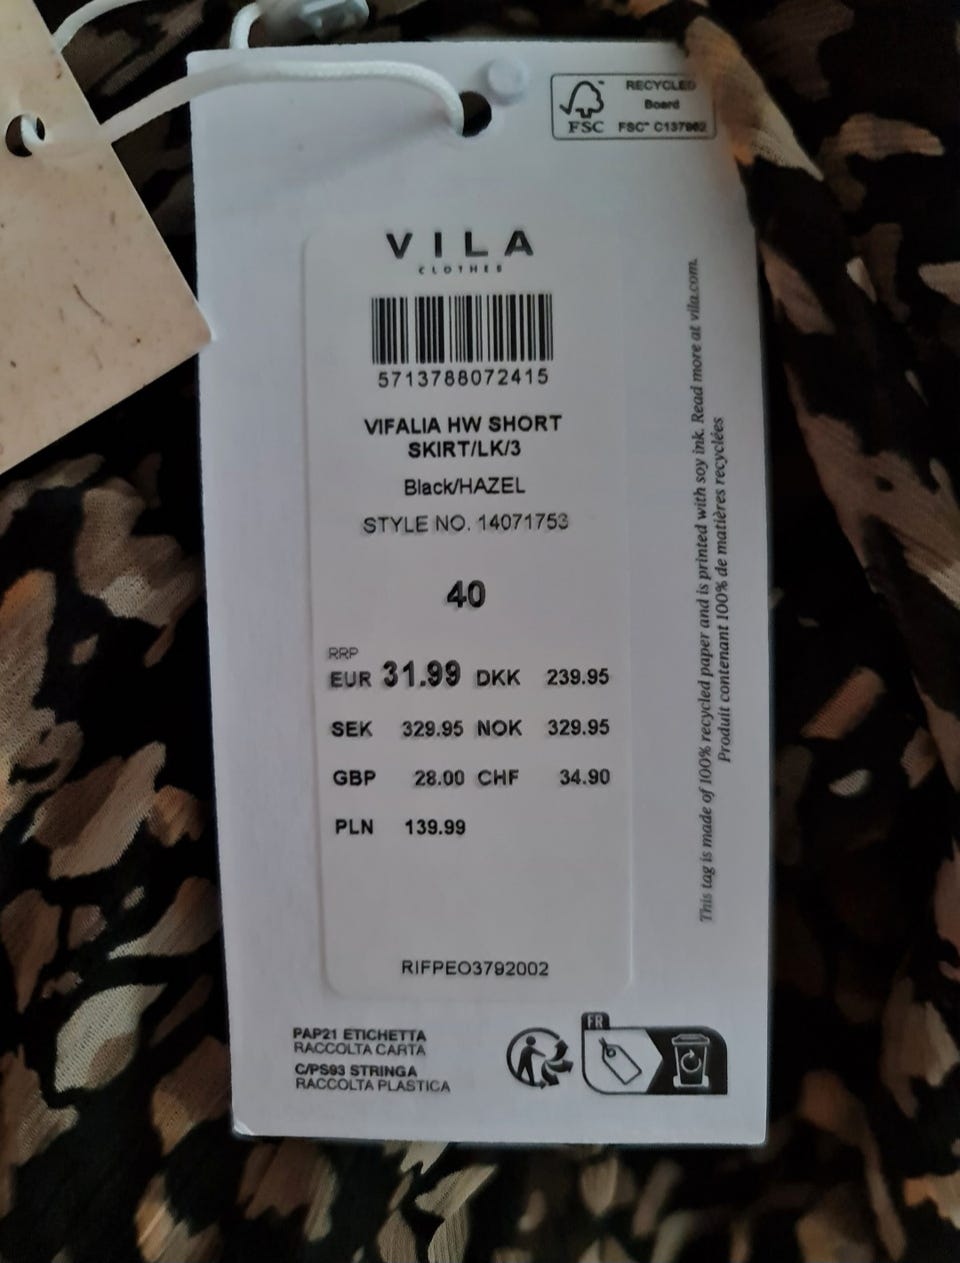 RECYCLED
Board
FSC FSC™ C137962
VILA
CLOTHES
5713788072415
VIFALIA HW SHORT
SKIRT/LK/3
Black/HAZEL
STYLE NO. 14071753
40
RRP
EUR 31.99 DKK 239.95
SEK 329.95 NOK 329.95
GBP 28.00 CHF 34.90
PLN 139.99
RIFPEO3792002
This tag is made of 100% recycled paper and is printed with soy ink. Read more at vila.com.
Produit contenant 100% de matières recyclées
PAP21 ETICHETTA
RACCOLTA CARTA
C/PS93 STRINGA
RACCOLTA PLASTICA
FR